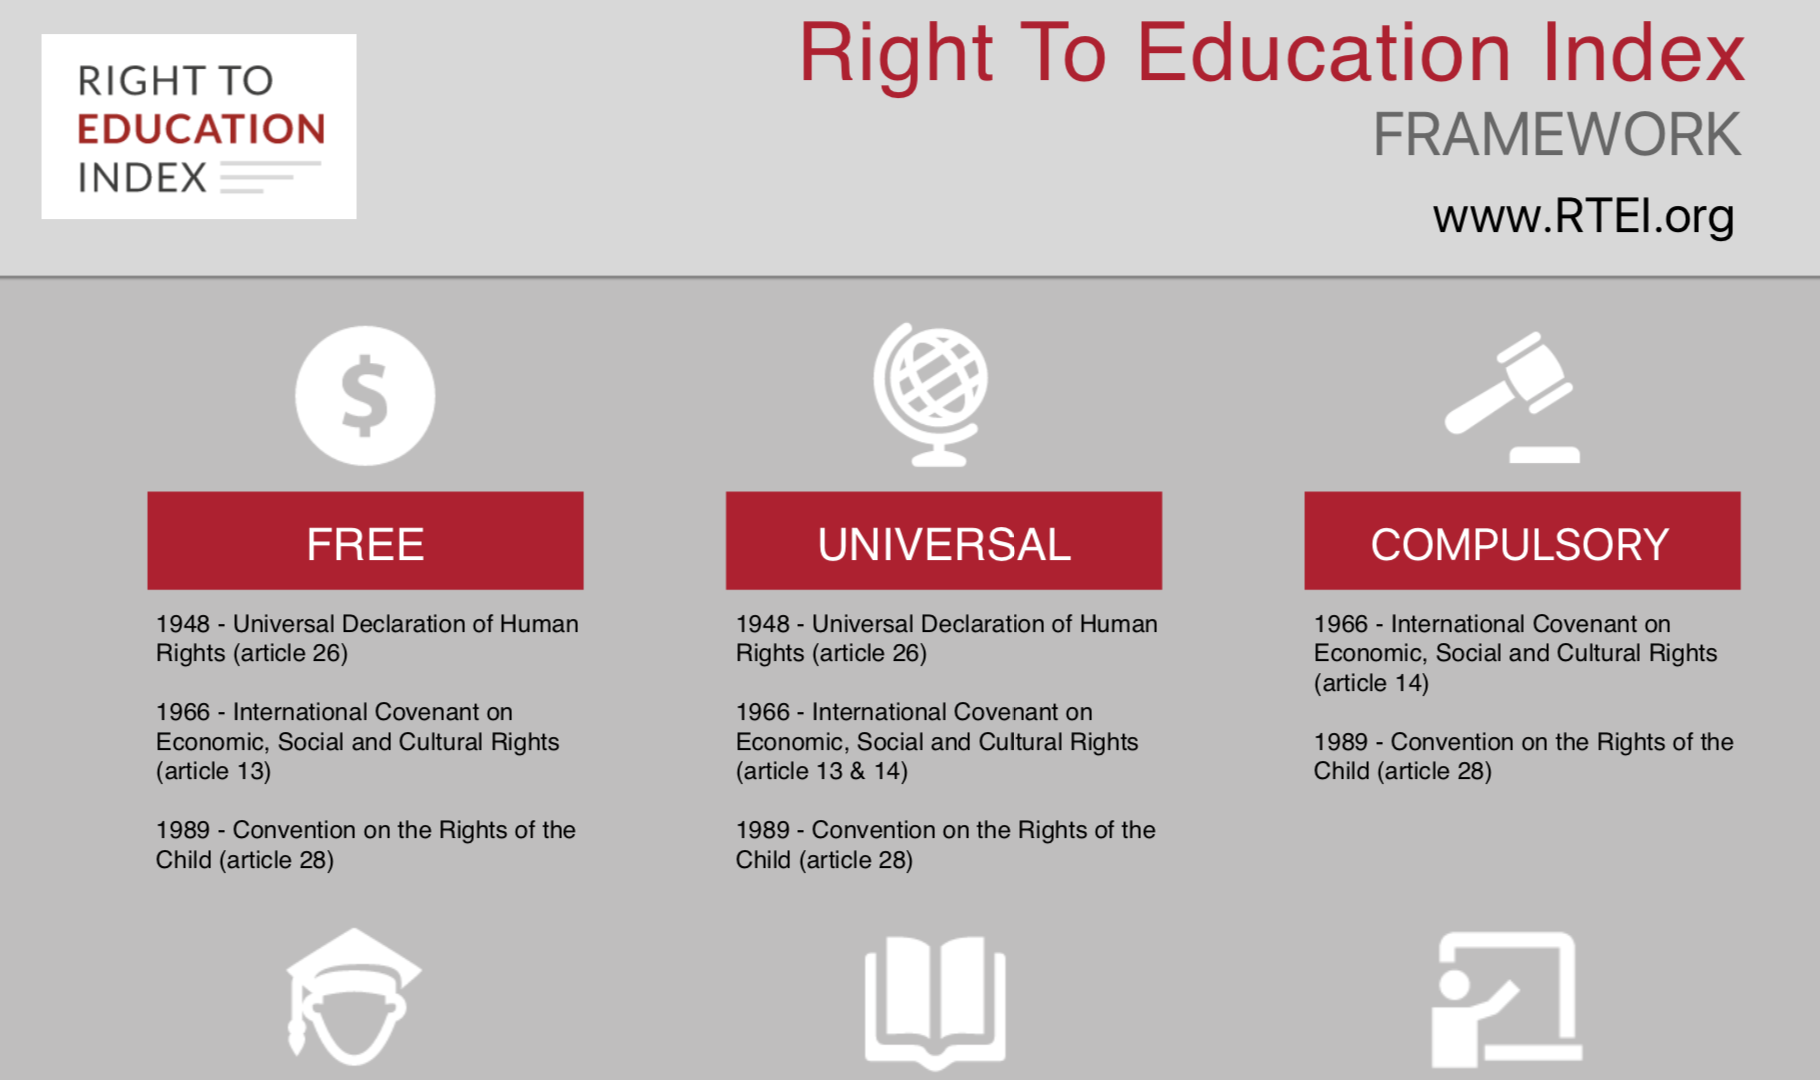 RIGHT TO
EDUCATION
INDEX
Right To Education Index
FRAMEWORK
www.RTEI.org
$
FREE
1948 - Universal Declaration of Human
Rights (article 26)
1966 - International Covenant on
Economic, Social and Cultural Rights
(article 13)
1989 - Convention on the Rights of the
Child (article 28)
UNIVERSAL
1948 - Universal Declaration of Human
Rights (article 26)
1966 - International Covenant on
Economic, Social and Cultural Rights
(article 13 & 14)
1989 - Convention on the Rights of the
Child (article 28)
COMPULSORY
1966 - International Covenant on
Economic, Social and Cultural Rights
(article 14)
1989 - Convention on the Rights of the
Child (article 28)